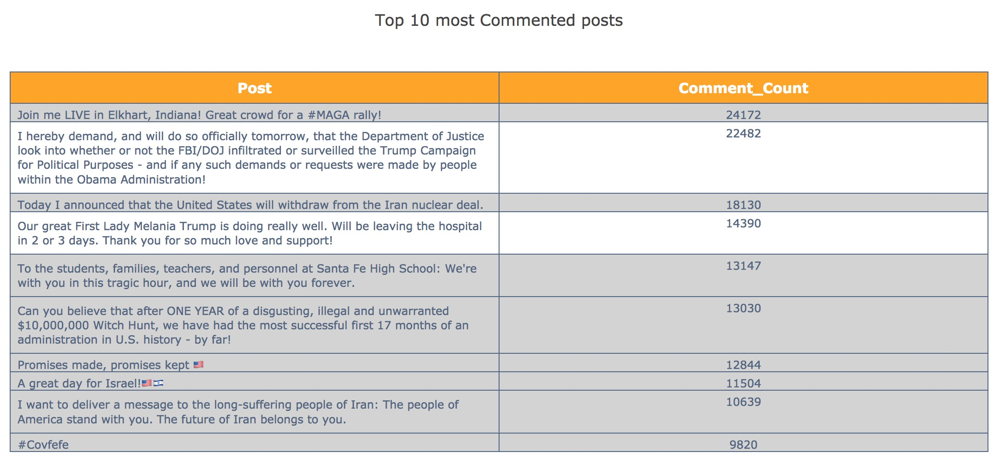 Top 10 most Commented posts
Post Comment_Count
Join me LIVE in Elkhart, Indiana! Great crowd for a #MAGA rally! 24172
I hereby demand, and will do so officially tomorrow, that the Department of Justice 22482
look into whether or not the FBI/DOJ infiltrated or surveilled the Trump Campaign
for Political Purposes - and if any such demands or requests were made by people
within the Obama Administration!
Today I announced that the United States will withdraw from the Iran nuclear deal. 18130
Our great First Lady Melania Trump is doing really well. Will be leaving the hospital 14390
in 2 or 3 days. Thank you for so much love and support!
To the students, families, teachers, and personnel at Santa Fe High School: We're 13147
with you in this tragic hour, and we will be with you forever.
Can you believe that after ONE YEAR of a disgusting, illegal and unwarranted 13030
$10,000,000 Witch Hunt, we have had the most successful first 17 months of an
administration in U.S. history - by far!
Promises made, promises kept 🇺🇸 12844
A great day for Israel!🇺🇸🇮🇱 11504
I want to deliver a message to the long-suffering people of Iran: The people of 10639
America stand with you. The future of Iran belongs to you.
#Covfefe 9820